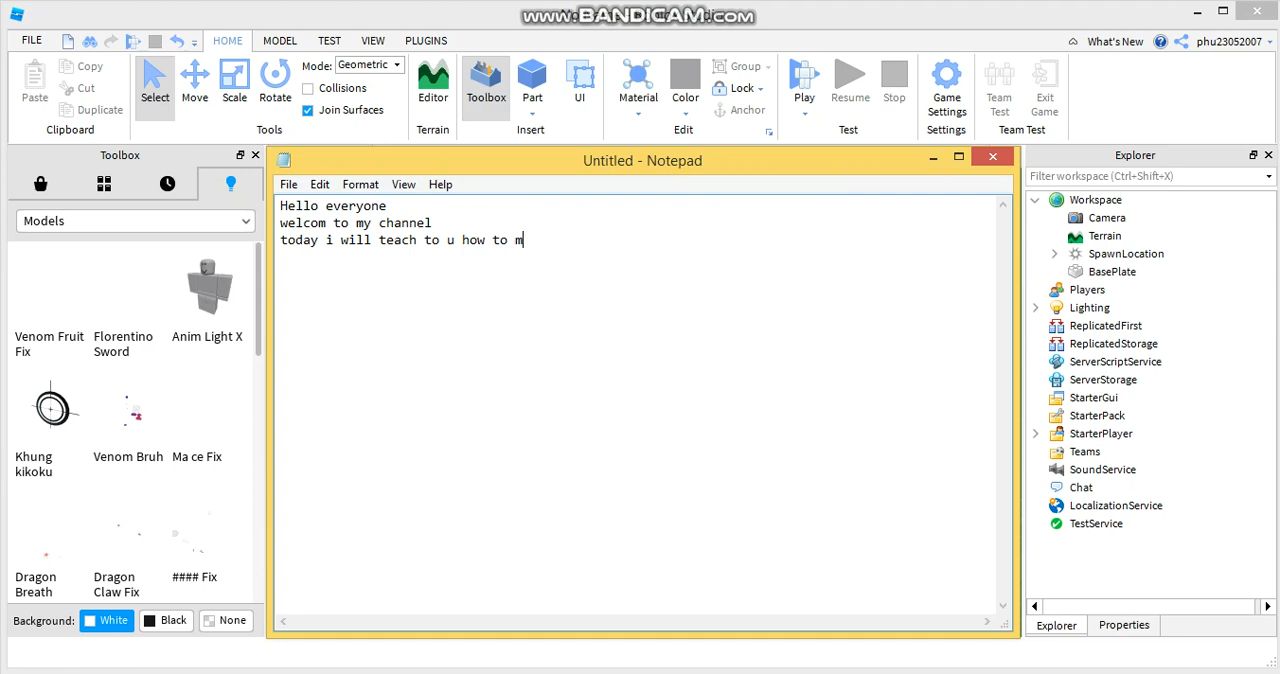 www.BANDICAM.com
FILE HOME MODEL TEST VIEW PLUGINS What's New phu23052007
Paste Copy Cut Duplicate Select Move Scale Rotate Mode: Geometric Collisions Join Surfaces Editor Toolbox Part UI Material Color Group Lock Anchor Play Resume Stop Game Settings Team Test Exit Game
Clipboard Tools Terrain Insert Edit Test Settings Team Test
Toolbox
Models
Venom Fruit Fix
Florentino Sword
Anim Light X
Khung kikoku
Venom Bruh
Ma ce Fix
Dragon Breath
Dragon Claw Fix
#### Fix
Background: White Black None
Untitled - Notepad
File Edit Format View Help
Hello everyone
welcom to my channel
today i will teach to u how to m
Explorer
Filter workspace (Ctrl+Shift+X)
Workspace
Camera
Terrain
SpawnLocation
BasePlate
Players
Lighting
ReplicatedFirst
ReplicatedStorage
ServerScriptService
ServerStorage
StarterGui
StarterPack
StarterPlayer
Teams
SoundService
Chat
LocalizationService
TestService
Explorer Properties